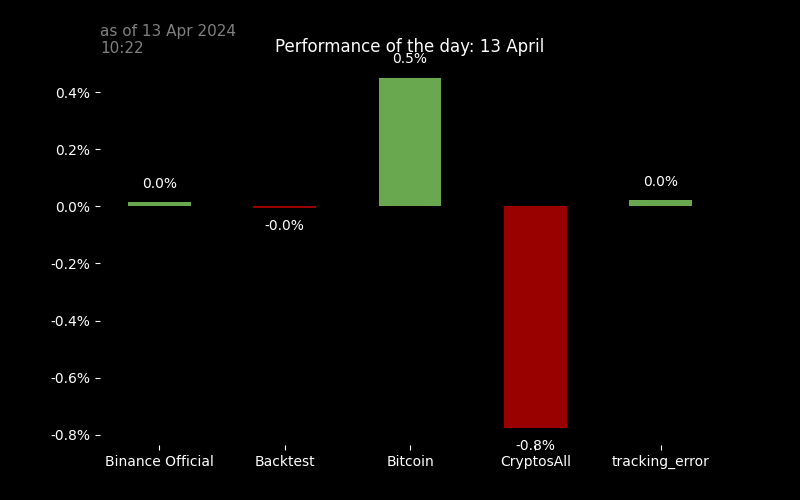 as of 13 Apr 2024
10:22
Performance of the day: 13 April
0.5%
0.4%
0.2%
0.0%
0.0%
0.0%
-0.0%
-0.2%
-0.4%
-0.6%
-0.8%
-0.8%
Binance Official
Backtest
Bitcoin
CryptosAll
tracking_error